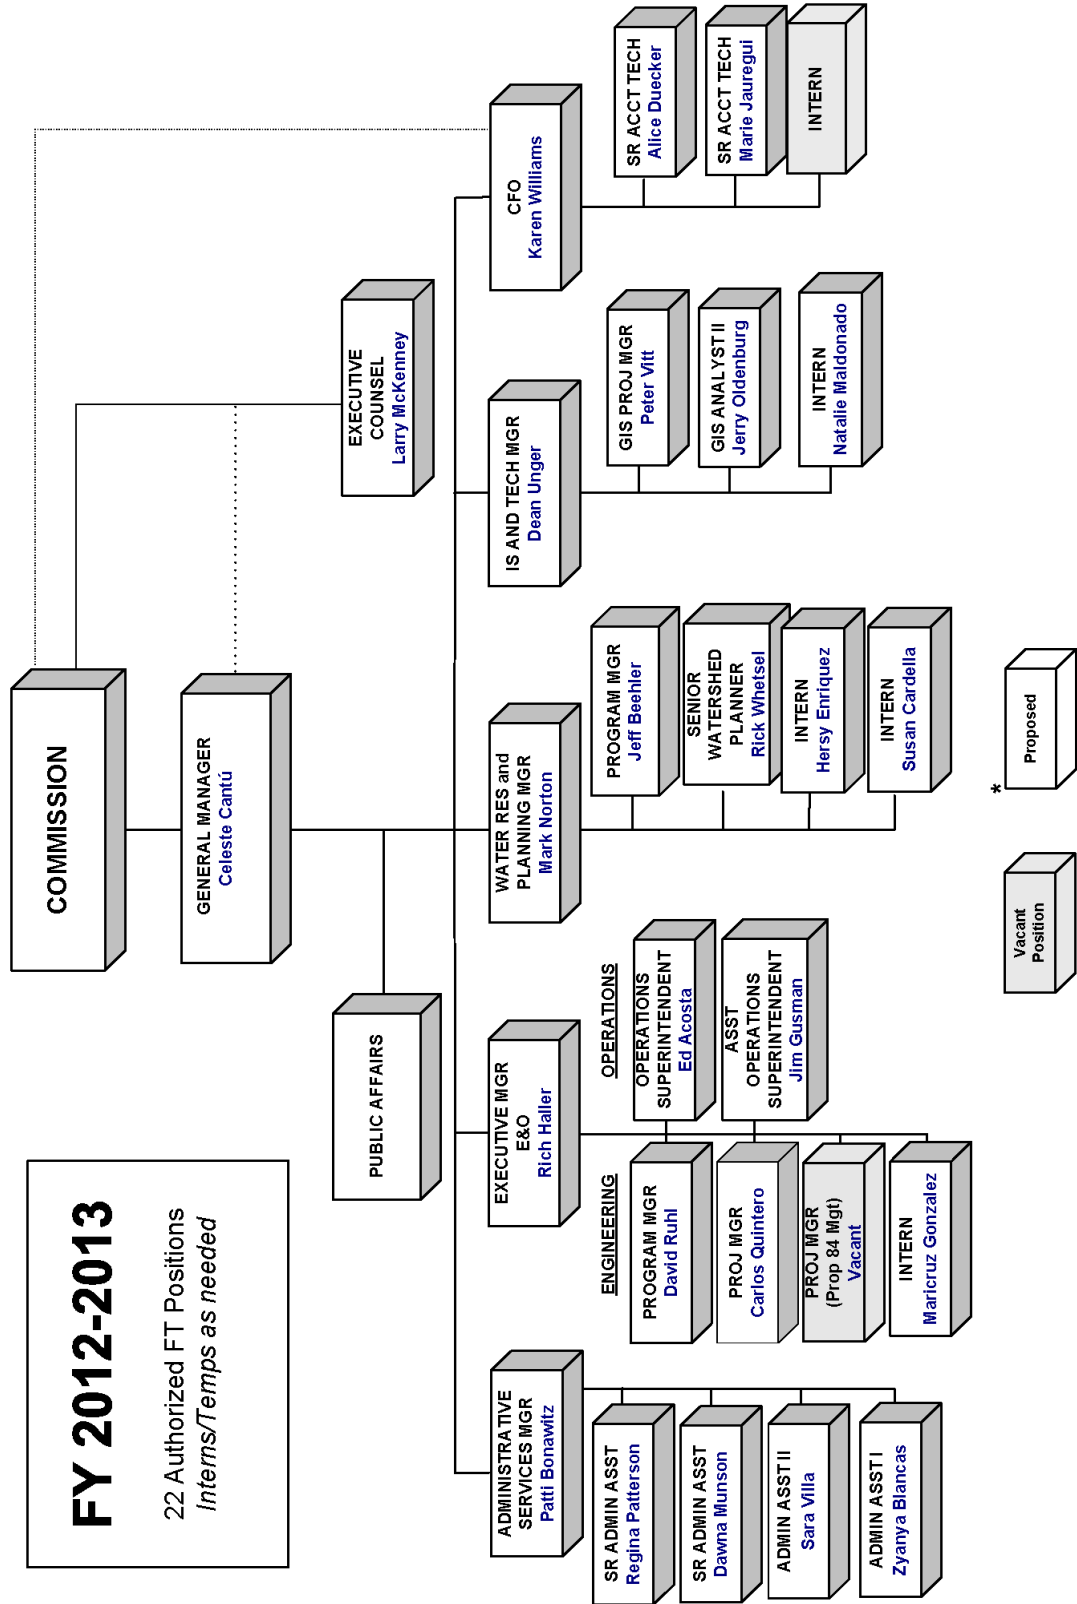 FY 2012-2013
22 Authorized FT Positions
Interns/Temps as needed
COMMISSION
GENERAL MANAGER
Celeste Cantú
PUBLIC AFFAIRS
EXECUTIVE
COUNSEL
Larry McKenney
ADMINISTRATIVE
SERVICES MGR
Patti Bonawitz
EXECUTIVE MGR
E&O
Rich Haller
WATER RES and
PLANNING MGR
Mark Norton
IS AND TECH MGR
Dean Unger
CFO
Karen Williams
SR ADMIN ASST
Regina Patterson
SR ADMIN ASST
Dawna Munson
ADMIN ASST II
Sara Villa
ADMIN ASST I
Zyanya Blancas
ENGINEERING
PROGRAM MGR
David Ruhl
PROJ MGR
Carlos Quintero
PROJ MGR
(Prop 84 Mgt)
Vacant
INTERN
Maricruz Gonzalez
OPERATIONS
OPERATIONS
SUPERINTENDENT
Ed Acosta
ASST
OPERATIONS
SUPERINTENDENT
Jim Gusman
PROGRAM MGR
Jeff Beehler
SENIOR
WATERSHED
PLANNER
Rick Whetsel
INTERN
Hersy Enriquez
INTERN
Susan Cardella
GIS PROJ MGR
Peter Vitt
GIS ANALYST II
Jerry Oldenburg
INTERN
Natalie Maldonado
SR ACCT TECH
Alice Duecker
SR ACCT TECH
Marie Jauregui
INTERN
Vacant
Position
*
Proposed